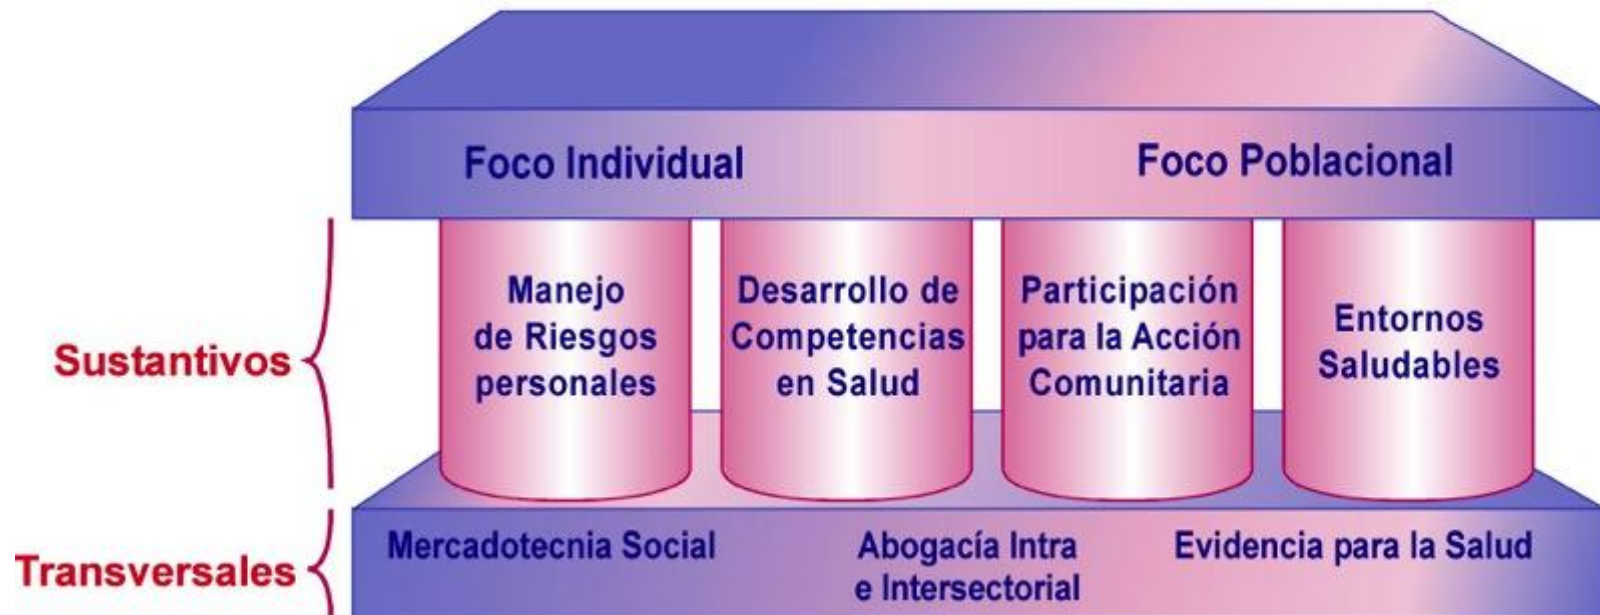 Foco Individual
Foco Poblacional
Sustantivos
Manejo
de Riesgos
personales
Desarrollo de
Competencias
en Salud
Participación
para la Acción
Comunitaria
Entornos
Saludables
Transversales
Mercadotecnia Social
Abogacía Intra
e Intersectorial
Evidencia para la Salud